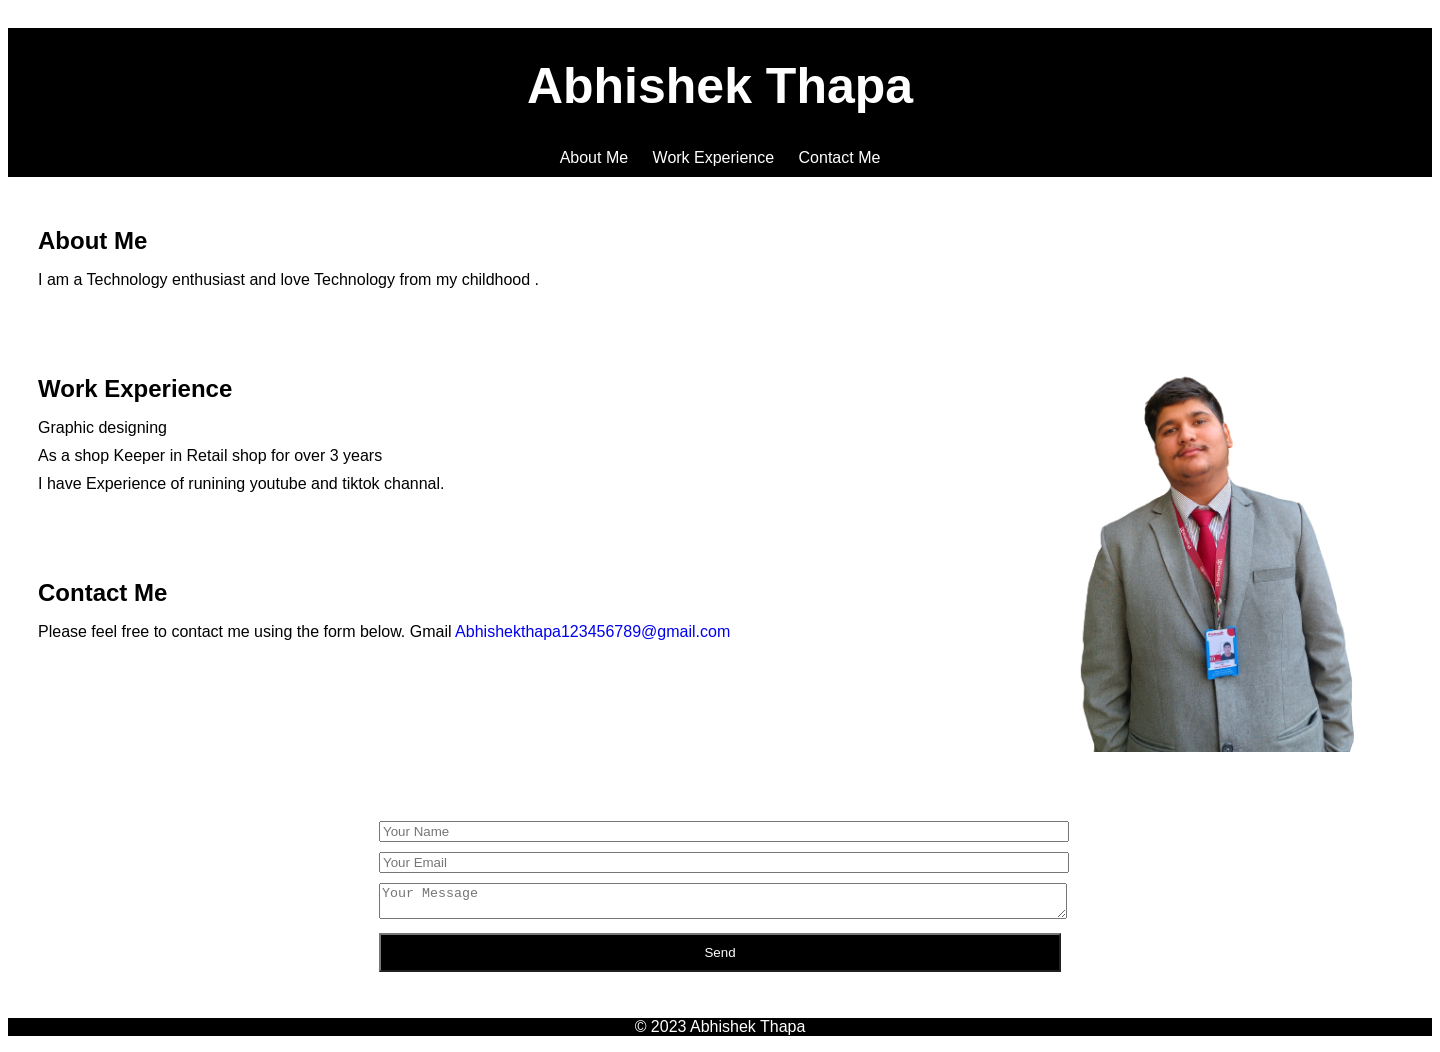 Abhishek Thapa
About Me Work Experience Contact Me
About Me
I am a Technology enthusiast and love Technology from my childhood .
Work Experience
Graphic designing
As a shop Keeper in Retail shop for over 3 years
I have Experience of runining youtube and tiktok channal.
Contact Me
Please feel free to contact me using the form below. Gmail Abhishekthapa123456789@gmail.com
Your Name
Your Email
Your Message
Send
© 2023 Abhishek Thapa